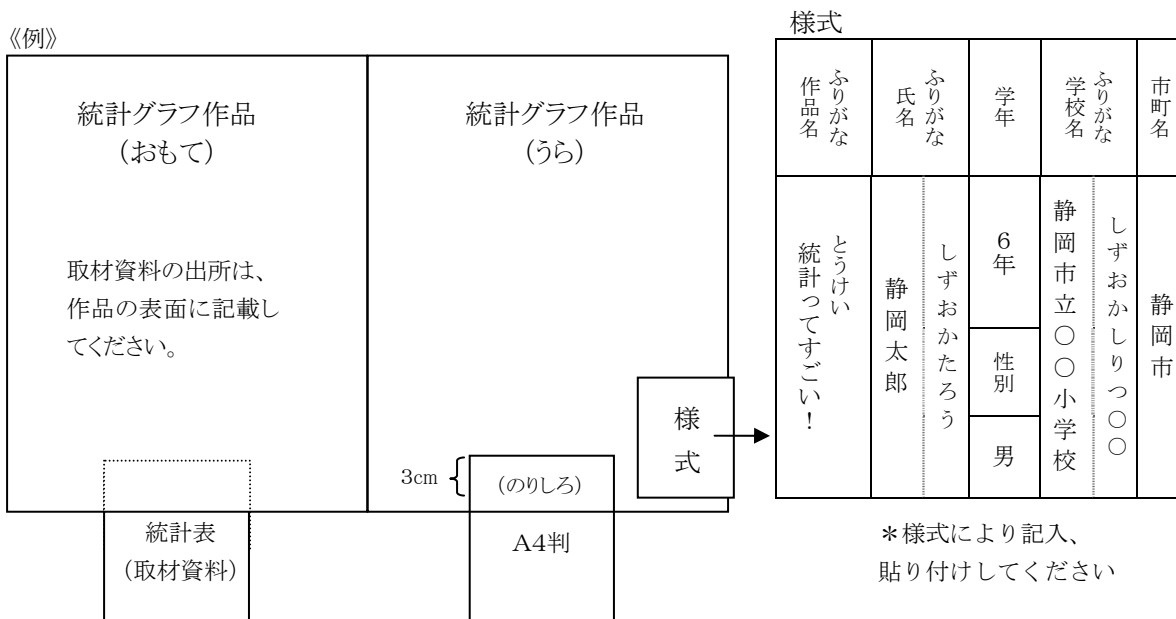 《例》
統計グラフ作品
(おもて)
取材資料の出所は、
作品の表面に記載し
てください。
統計表
(取材資料)
統計グラフ作品
(うら)
様式
3cm
(のりしろ)
A4判
様式
市町名
静岡市
ふりがな
学校名
しずおかしりつ○○
静岡市立○○小学校
学年
6年
性別
男
ふりがな
氏名
しずおかたろう
静岡太郎
ふりがな
作品名
とうけい
統計ってすごい!
*様式により記入、
貼り付けしてください